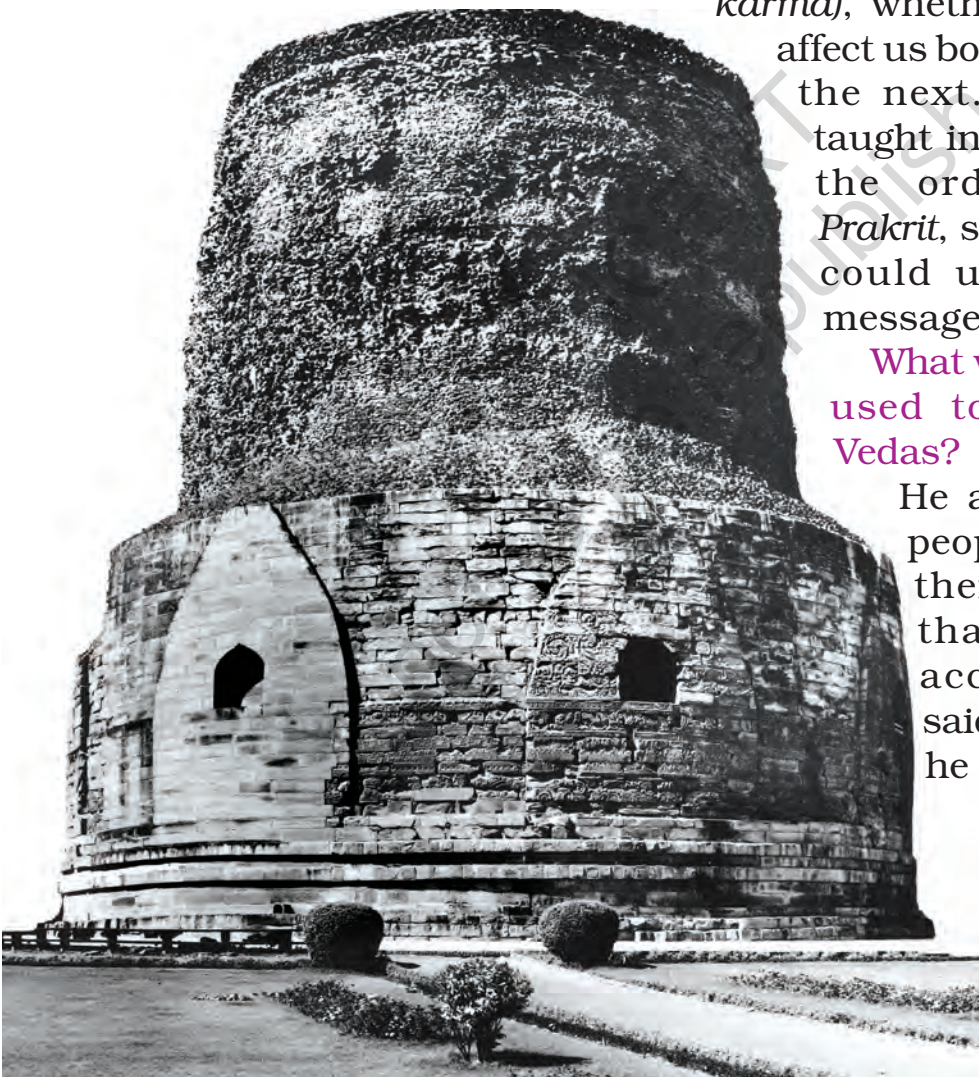 karma), wheth
affect us bo
the next.
taught in
the ord
Prakrit, s
could u
message
What w
used to
Vedas?
He a
peop
the
tha
acc
said
he